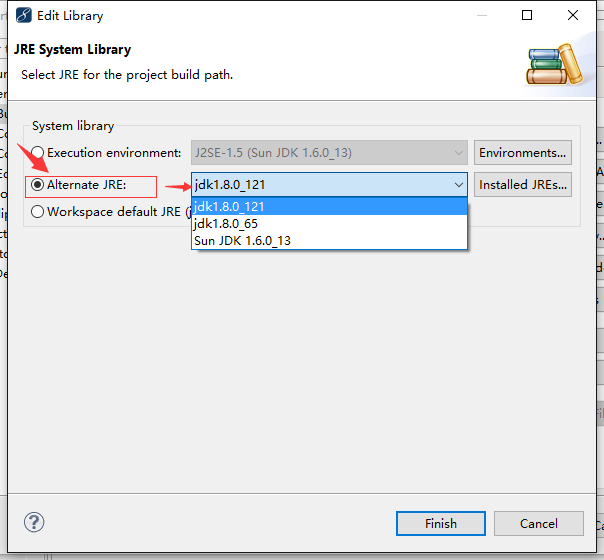 Edit Library
JRE System Library
Select JRE for the project build path.
System library
Execution environment:
J2SE-1.5 (Sun JDK 1.6.0_13)
Environments...
Alternate JRE:
jdk1.8.0_121
Installed JREs...
Workspace default JRE (j
jdk1.8.0_121
jdk1.8.0_65
Sun JDK 1.6.0_13
Finish
Cancel